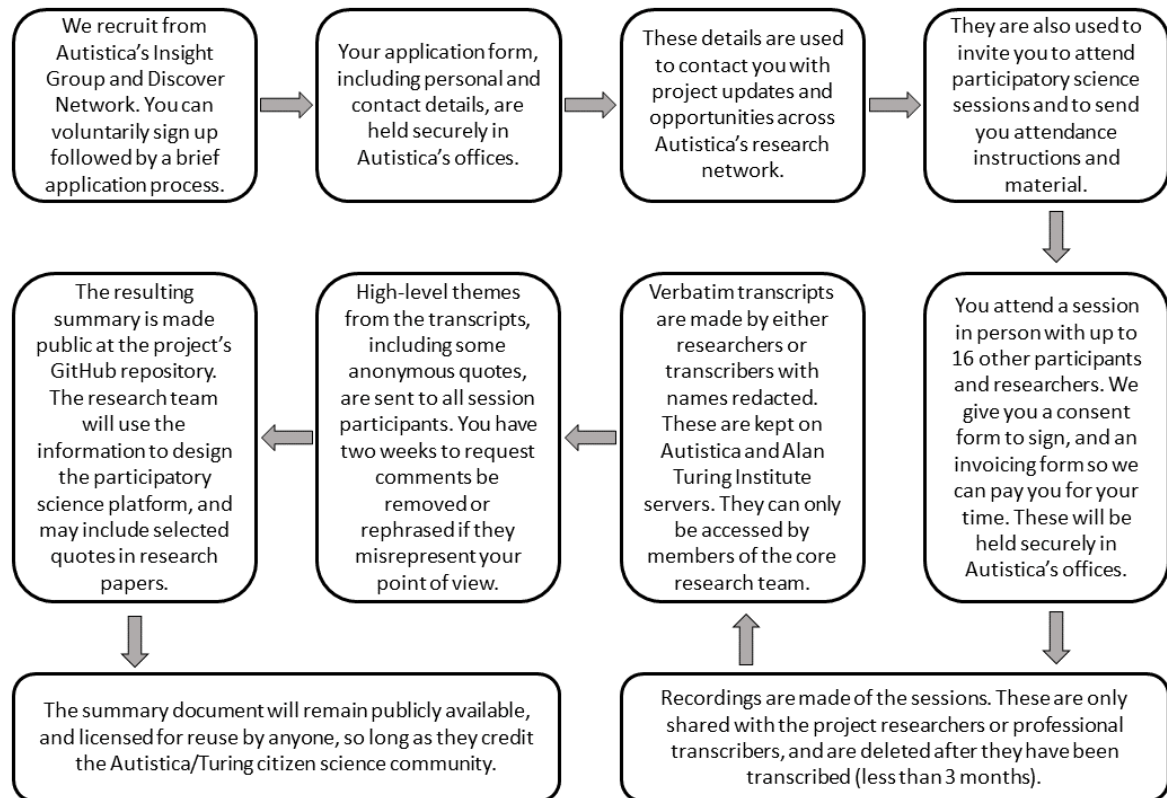 We recruit from
Autistica's Insight
Group and Discover
Network. You can
voluntarily sign up
followed by a brief
application process.
Your application form,
including personal and
contact details, are
held securely in
Autistica's offices.
These details are used
to contact you with
project updates and
opportunities across
Autistica's research
network.
They are also used to
invite you to attend
participatory science
sessions and to send
you attendance
instructions and
material.
You attend a session
in person with up to
16 other participants
and researchers. We
give you a consent
form to sign, and an
invoicing form so we
can pay you for your
time. These will be
held securely in
Autistica's offices.
Recordings are made of the sessions. These are only
shared with the project researchers or professional
transcribers, and are deleted after they have been
transcribed (less than 3 months).
Verbatim transcripts
are made by either
researchers or
transcribers with
names redacted.
These are kept on
Autistica and Alan
Turing Institute
servers. They can only
be accessed by
members of the core
research team.
High-level themes
from the transcripts,
including some
anonymous quotes,
are sent to all session
participants. You have
two weeks to request
comments be
removed or
rephrased if they
misrepresent your
point of view.
The resulting
summary is made
public at the project's
GitHub repository.
The research team
will use the
information to design
the participatory
science platform, and
may include selected
quotes in research
papers.
The summary document will remain publicly available,
and licensed for reuse by anyone, so long as they credit
the Autistica/Turing citizen science community.